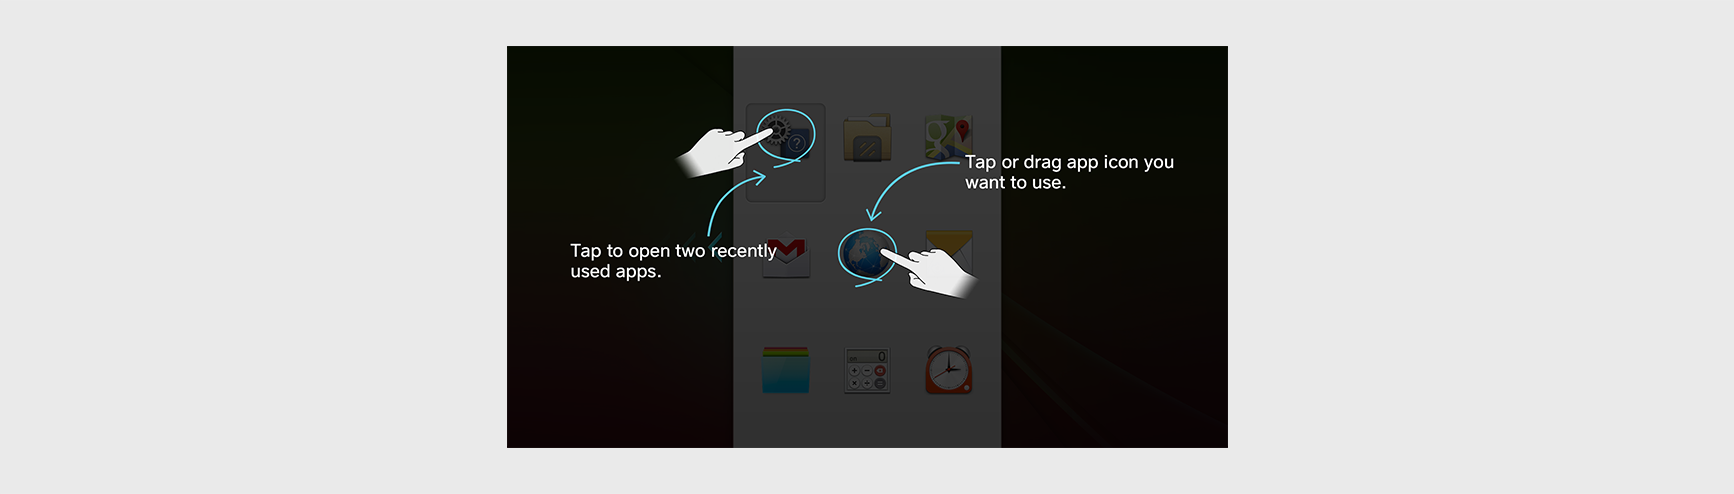 Tap or drag app icon you
want to use.
Tap to open two recently
used apps.